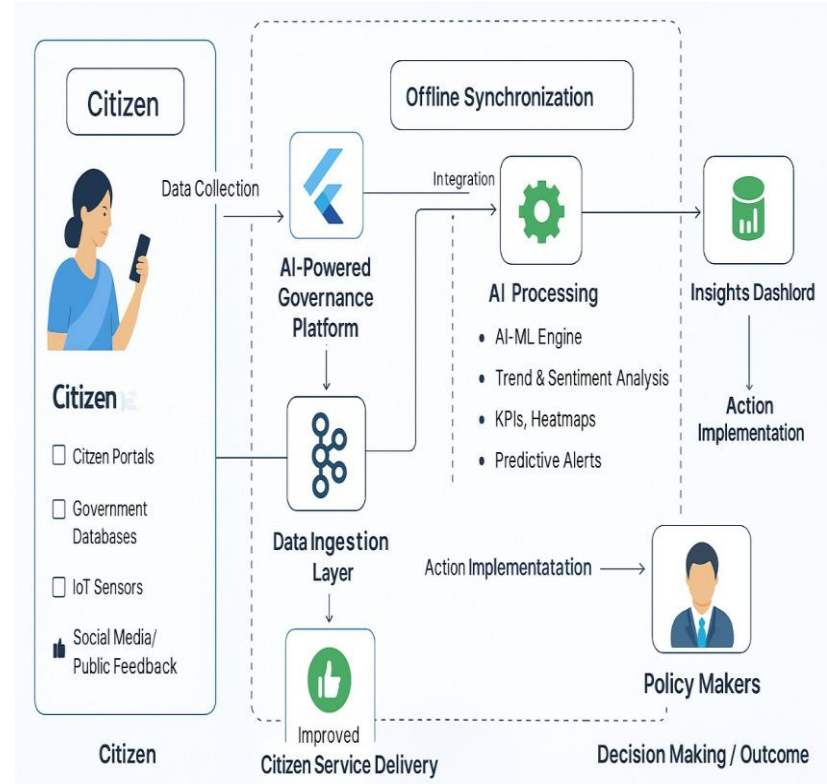 Citizen
Offline Synchronization
Data Collection
Integration
AI-Powered
Governance
Platform
AI Processing
Insights Dashlord
• AI-ML Engine
• Trend & Sentiment Analysis
• KPIs, Heatmaps
• Predictive Alerts
Action
Implementation
Citizen
Citzen Portals
Government
Databases
IoT Sensors
Social Media/
Public Feedback
Data Ingestion
Layer
Action Implementatation
Policy Makers
Improved
Citizen Service Delivery
Citizen
Decision Making / Outcome